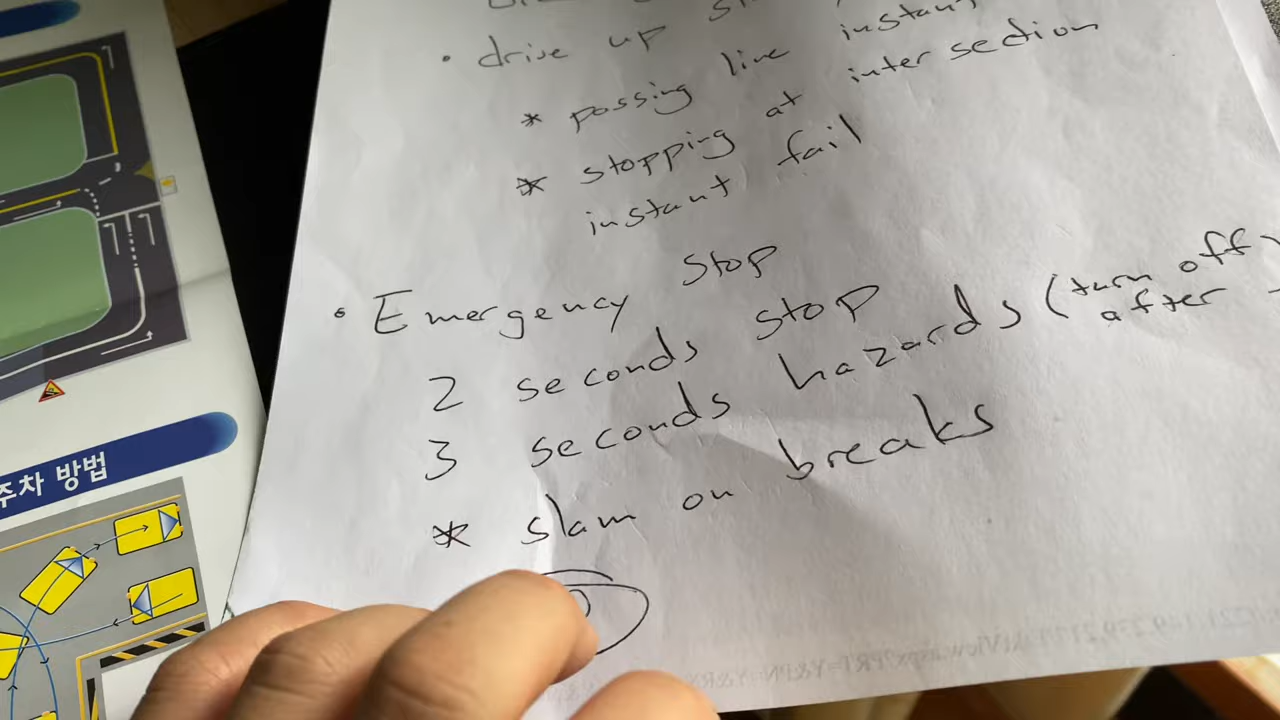 • drive up
* passing line instant
* stopping at intersection
instant fail
• Emergency stop
2 seconds stop
3 seconds hazards (turn off
after
* slam on breaks
주차 방법